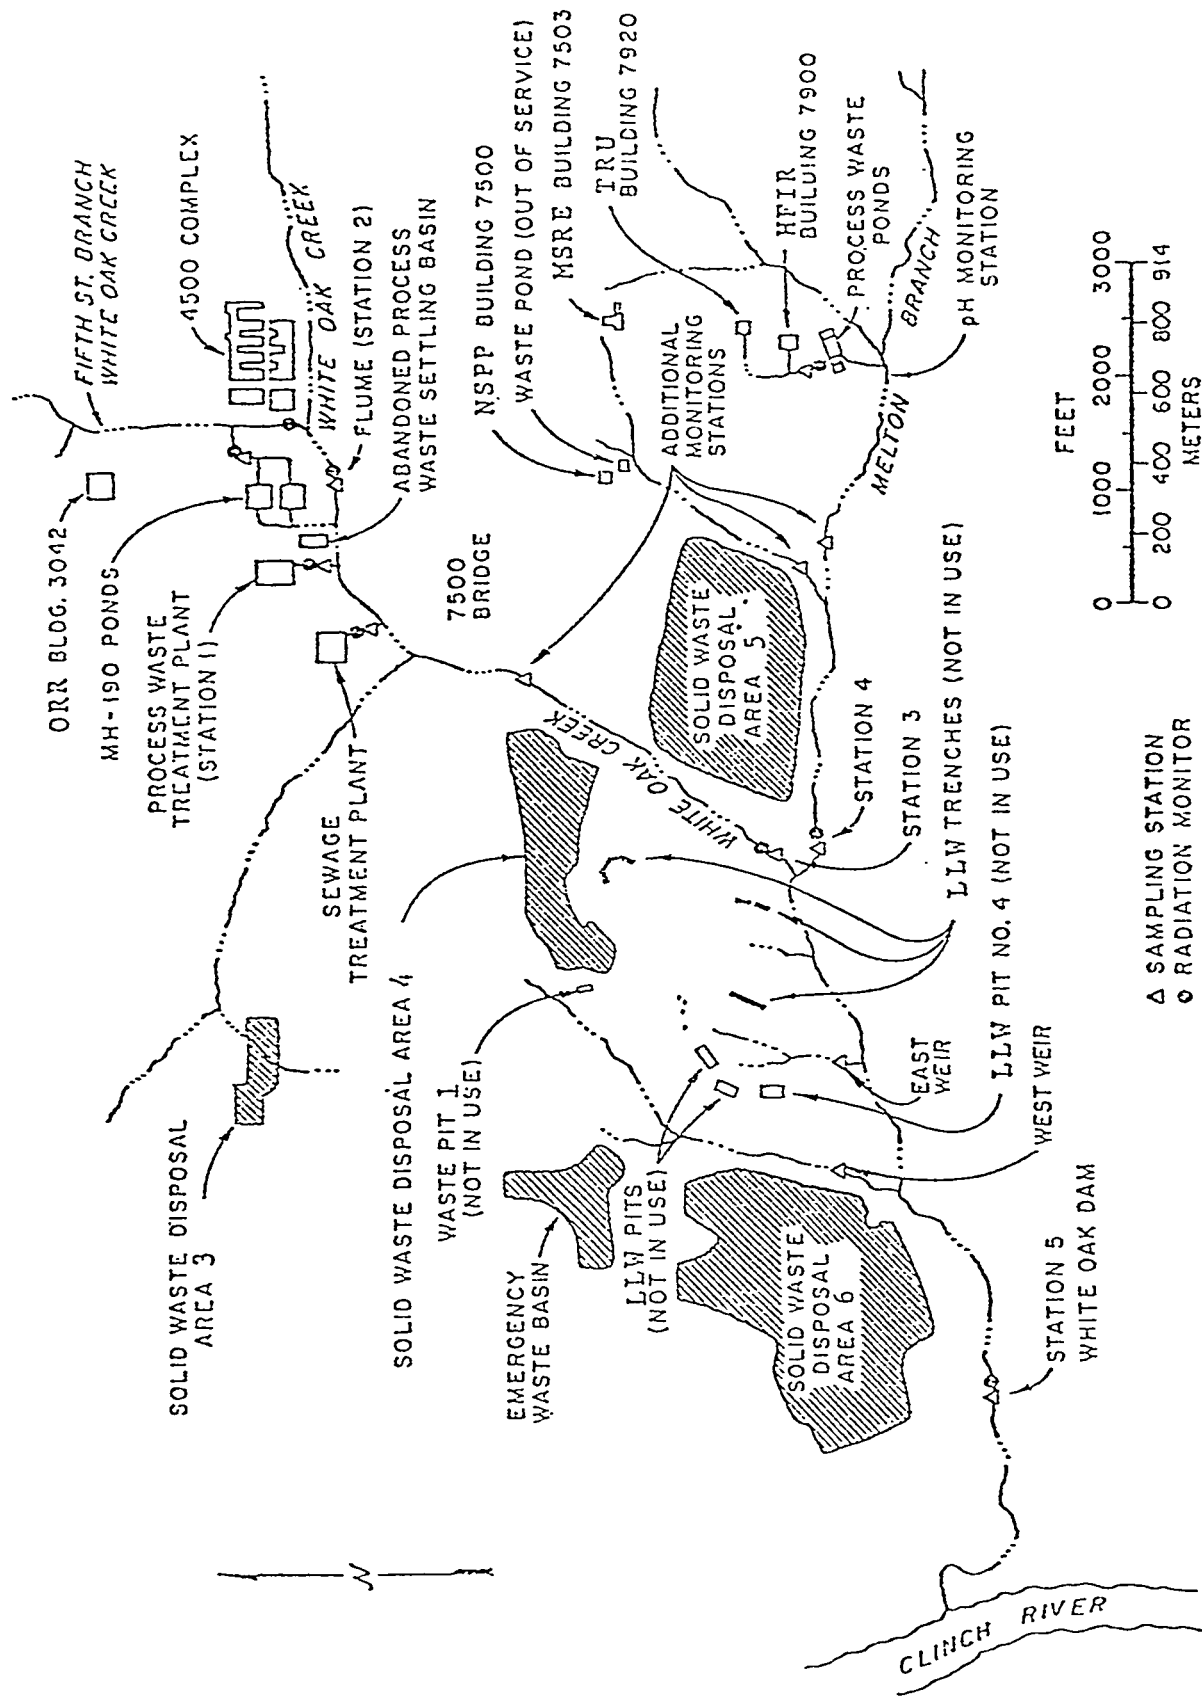 ORR BLDG. 3042
MH-190 PONDS
PROCESS WASTE
TREATMENT PLANT
(STATION 1)
SEWAGE
TREATMENT PLANT
SOLID WASTE DISPOSAL
AREA 3
FIFTH ST. BRANCH
WHITE OAK CREEK
4500 COMPLEX
WHITE OAK CREEK
FLUME (STATION 2)
ABANDONED PROCESS
WASTE SETTLING BASIN
7500
BRIDGE
NSPP BUILDING 7500
WASTE POND (OUT OF SERVICE)
MSRE BUILDING 7503
TRU
BUILDING 7920
HFIR
BUILDING 7900
PROCESS WASTE
PONDS
pH MONITORING
STATION
ADDITIONAL
MONITORING
STATIONS
MELTON BRANCH
SOLID WASTE DISPOSAL AREA 4
WASTE PIT 1
(NOT IN USE)
EMERGENCY
WASTE BASIN
LLW PITS
(NOT IN USE)
WHITE OAK CREEK
SOLID WASTE
DISPOSAL
AREA 5
SOLID WASTE
DISPOSAL
AREA 6
STATION 4
STATION 3
LLW TRENCHES (NOT IN USE)
LLW PIT NO. 4 (NOT IN USE)
EAST
WEIR
WEST WEIR
STATION 5
WHITE OAK DAM
CLINCH RIVER
N
FEET
0 1000 2000 3000
0 200 400 600 800 914
METERS
△ SAMPLING STATION
o RADIATION MONITOR